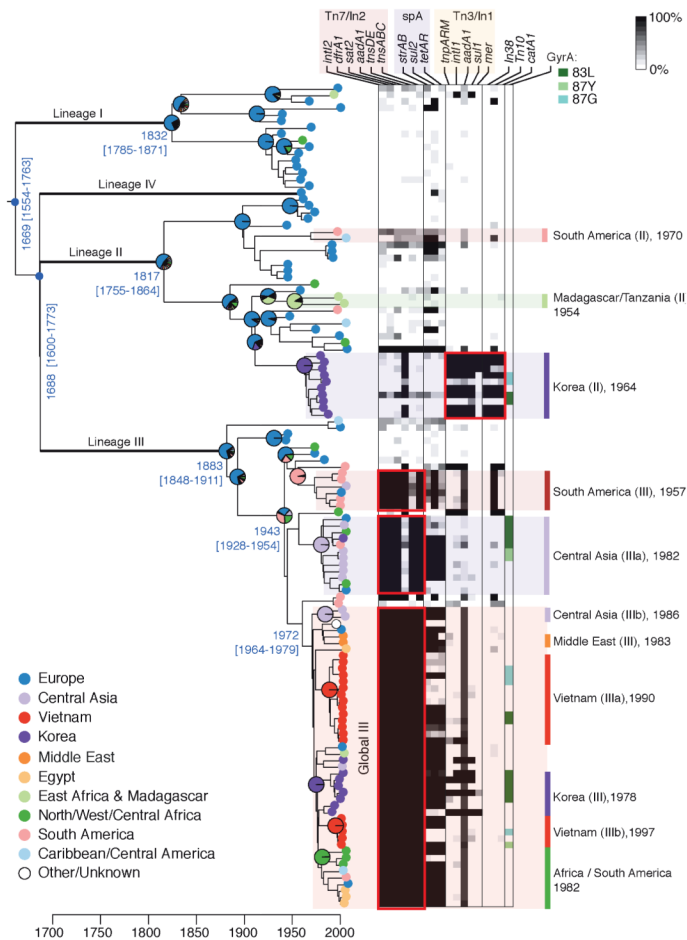 Tn7/In2
spA
Tn3/In1
intI2
dfrA1
sat2
aadA1
tnsDE
tnsABC
strAB
sul2
tetAR
tnpARM
intI1
aadA1
sul1
mer
In38
Tn10
catA1
100%
0%
GyrA:
83L
87Y
87G
Lineage I
1832
[1785-1871]
1669 [1554-1763]
Lineage IV
Lineage II
1817
[1755-1864]
1688 [1600-1773]
Lineage III
1883
[1848-1911]
1943
[1928-1954]
1972
[1964-1979]
Global III
South America (II), 1970
Madagascar/Tanzania (II
1954
Korea (II), 1964
South America (III), 1957
Central Asia (IIIa), 1982
Central Asia (IIIb), 1986
Middle East (III), 1983
Vietnam (IIIa),1990
Korea (III),1978
Vietnam (IIIb),1997
Africa / South America
1982
Europe
Central Asia
Vietnam
Korea
Middle East
Egypt
East Africa & Madagascar
North/West/Central Africa
South America
Caribbean/Central America
Other/Unknown
1700 1750 1800 1850 1900 1950 2000